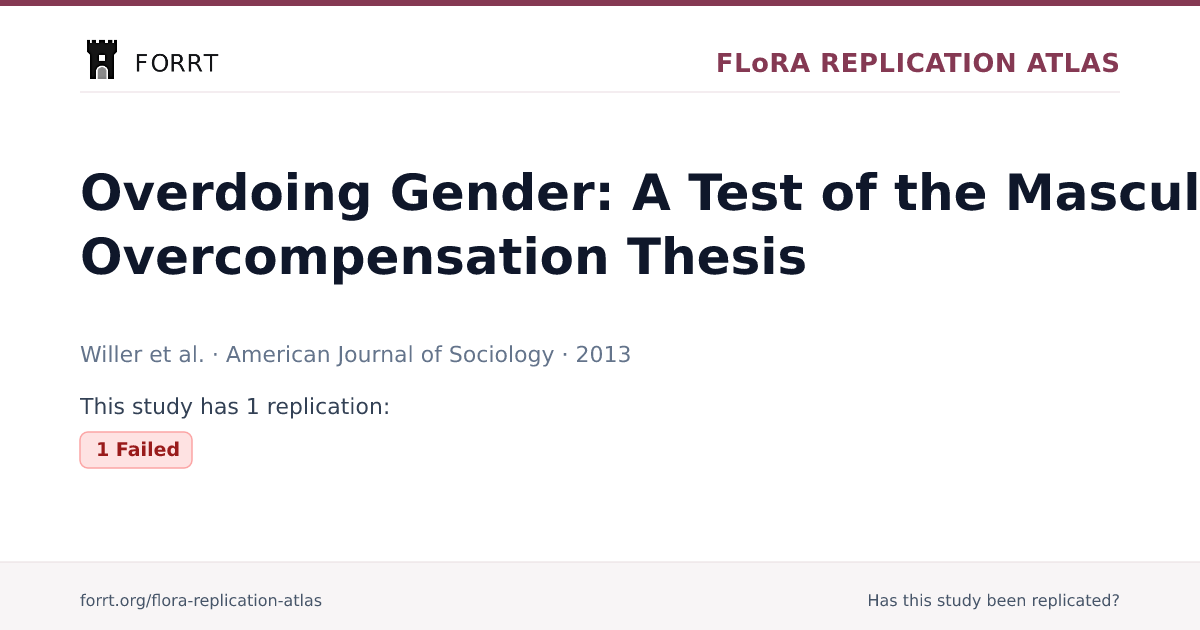 FORRT
FLoRA REPLICATION ATLAS
Overdoing Gender: A Test of the Mascul
Overcompensation Thesis
Willer et al. · American Journal of Sociology · 2013
This study has 1 replication:
1 Failed
forrt.org/flora-replication-atlas
Has this study been replicated?